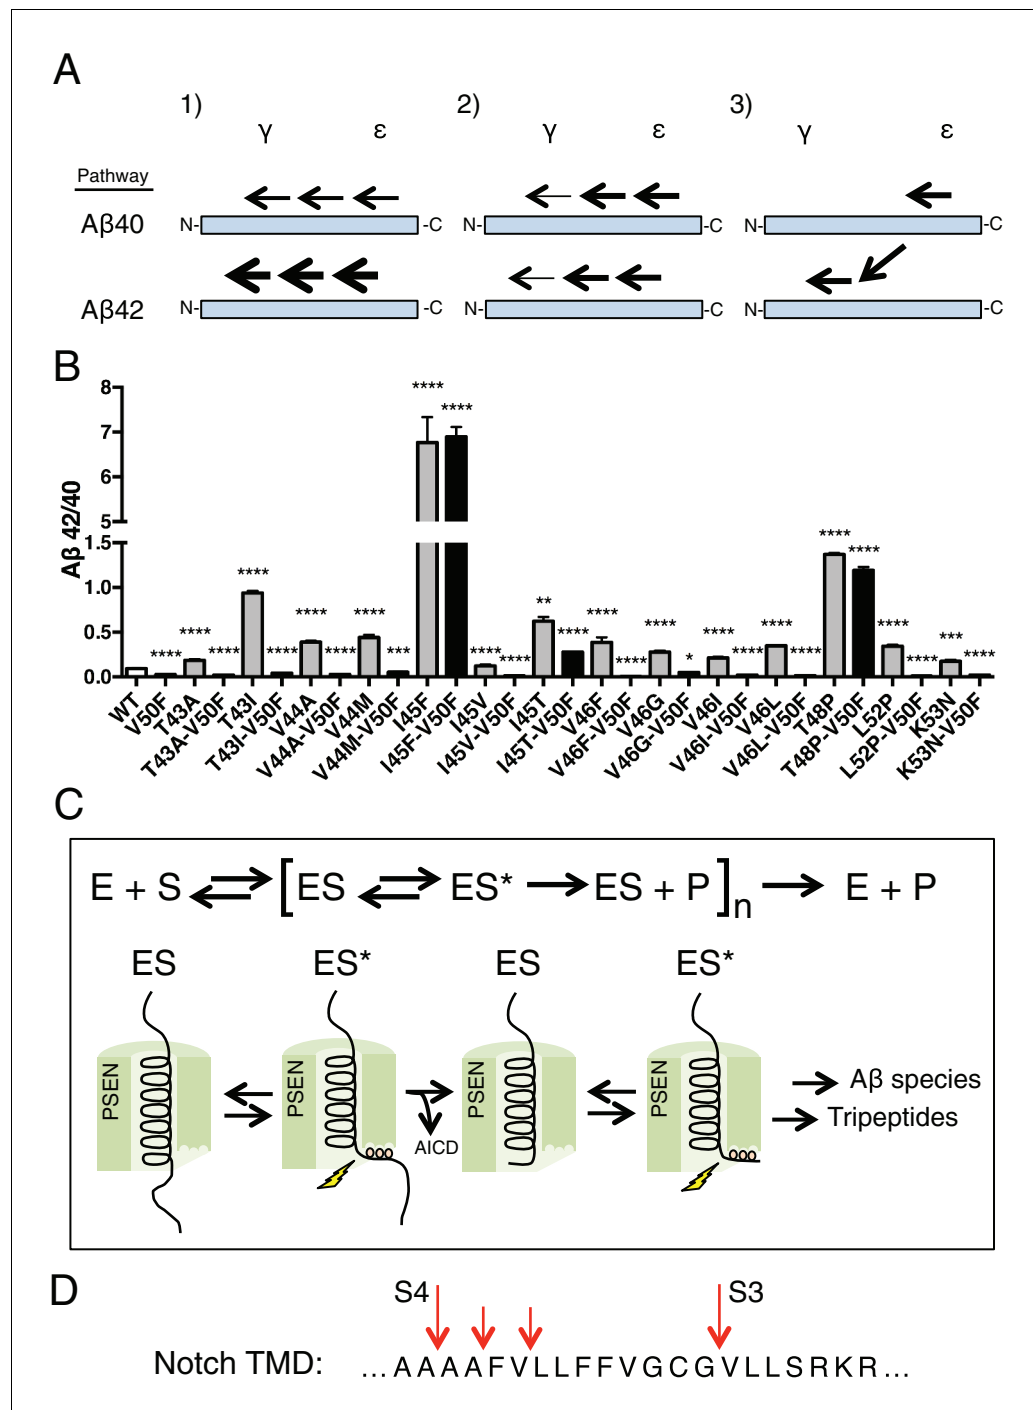 A
1) 2) 3)
γ ε γ ε γ ε
Pathway
Aβ40 N- -C N- -C N- -C
Aβ42 N- -C N- -C N- -C
B
Aβ 42/40
8
7
6
5
1.5
1.0
0.5
0.0
**** **** **** **** **** **** **** **** *** **** **** **** **** ** **** **** **** **** * **** **** **** **** **** **** **** **** *** ****
WT V50F T43A T43A-V50F T43I T43I-V50F V44A V44A-V50F V44M V44M-V50F I45F I45F-V50F I45V I45V-V50F I45T I45T-V50F V46F V46F-V50F V46G V46G-V50F V46I V46I-V50F V46L V46L-V50F T48P T48P-V50F L52P L52P-V50F K53N K53N-V50F
C
E + S [ES ES* ES + P]n E + P
ES ES* ES ES*
PSEN PSEN PSEN PSEN
AICD
Aβ species
Tripeptides
D
S4 S3
Notch TMD: ...AAAAFVLLFFVGCGVLLSRKR...